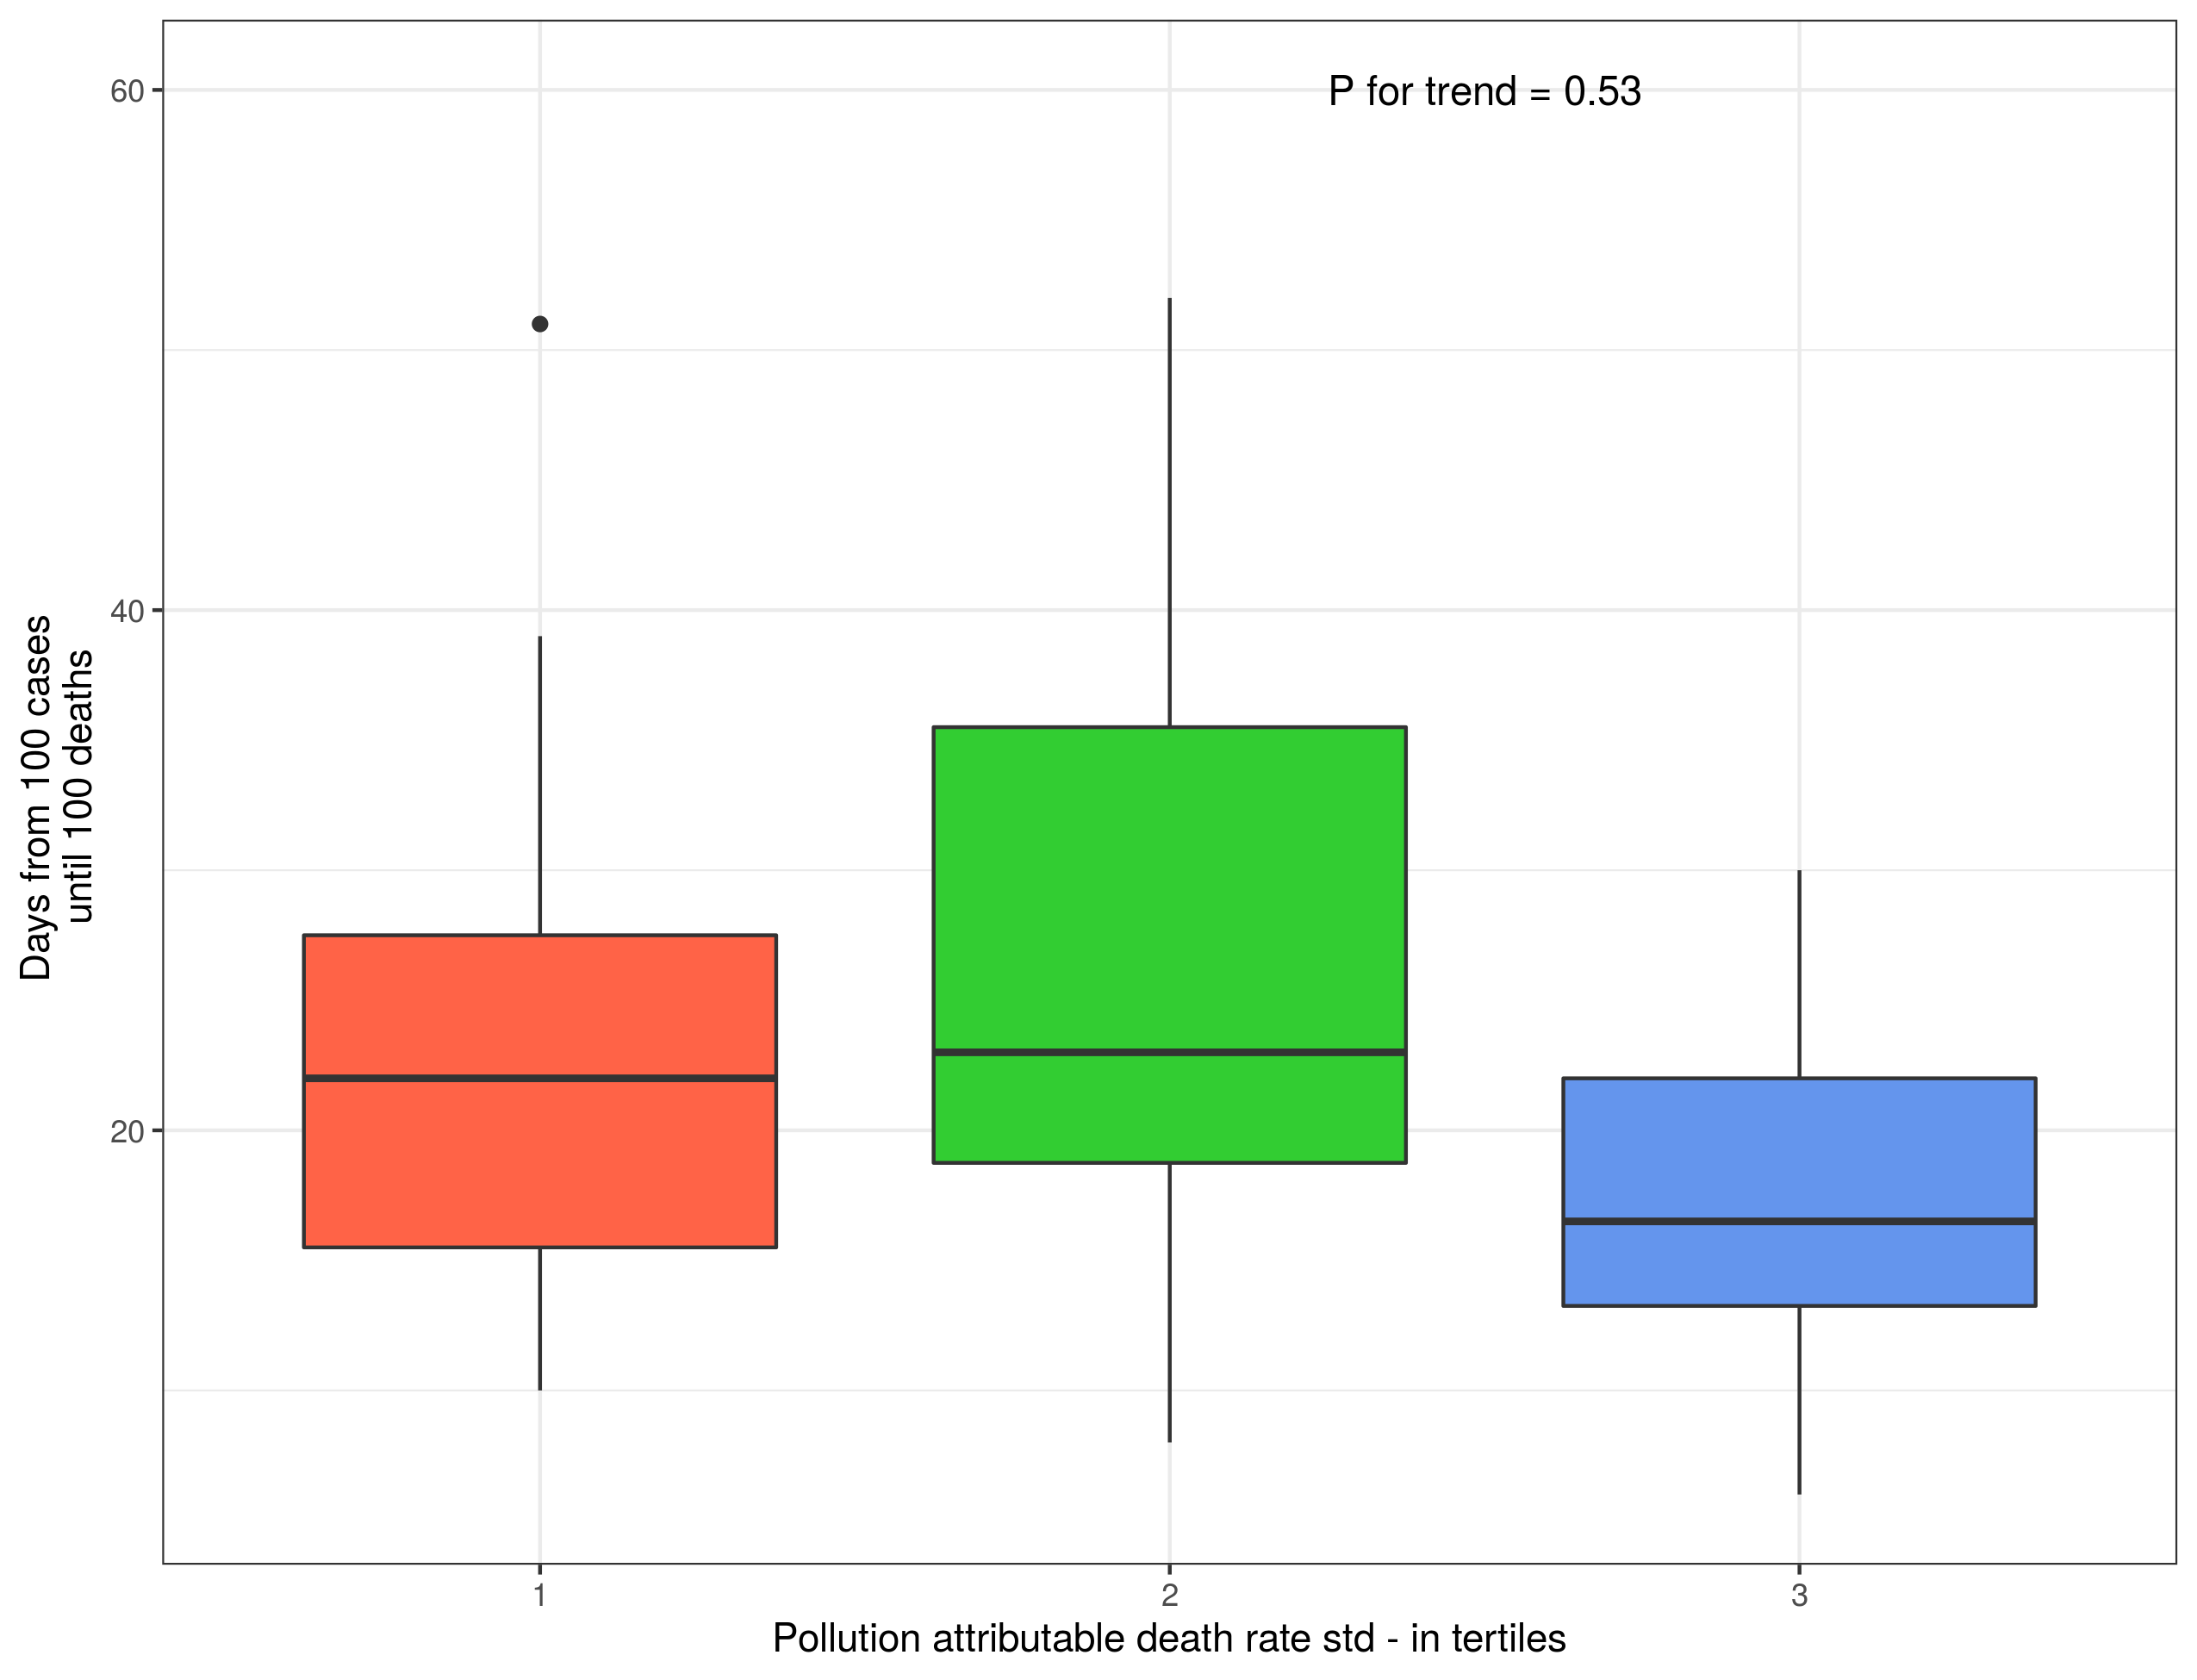 P for trend = 0.53
60
40
20
Days from 100 cases
until 100 deaths
1
2
3
Pollution attributable death rate std - in tertiles